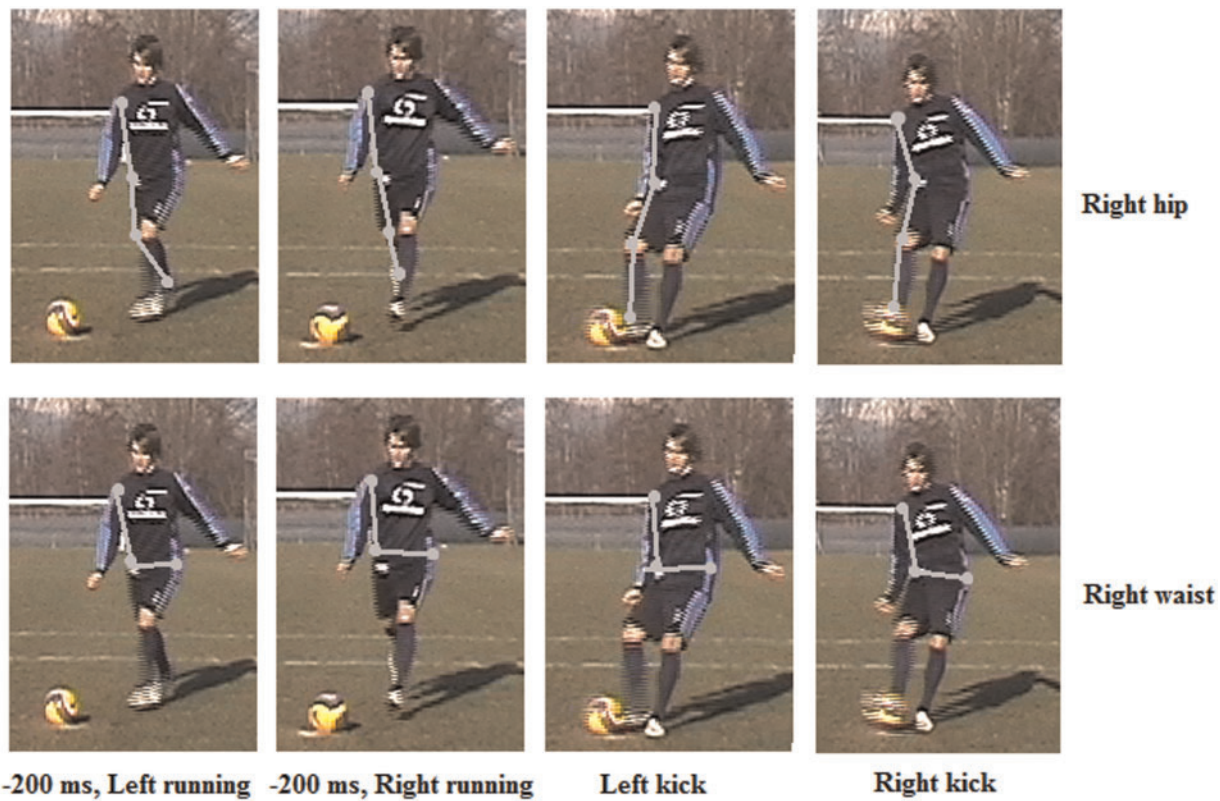 Right hip
Right waist
-200 ms, Left running
-200 ms, Right running
Left kick
Right kick